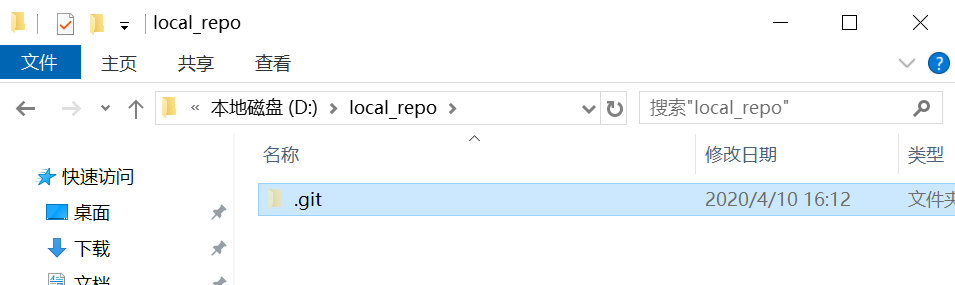 local_repo
文件 主页 共享 查看 ?
« 本地磁盘 (D:) local_repo 搜索"local_repo"
名称 修改日期 类型
快速访问
.git 2020/4/10 16:12 文件夹
桌面
下载
文档